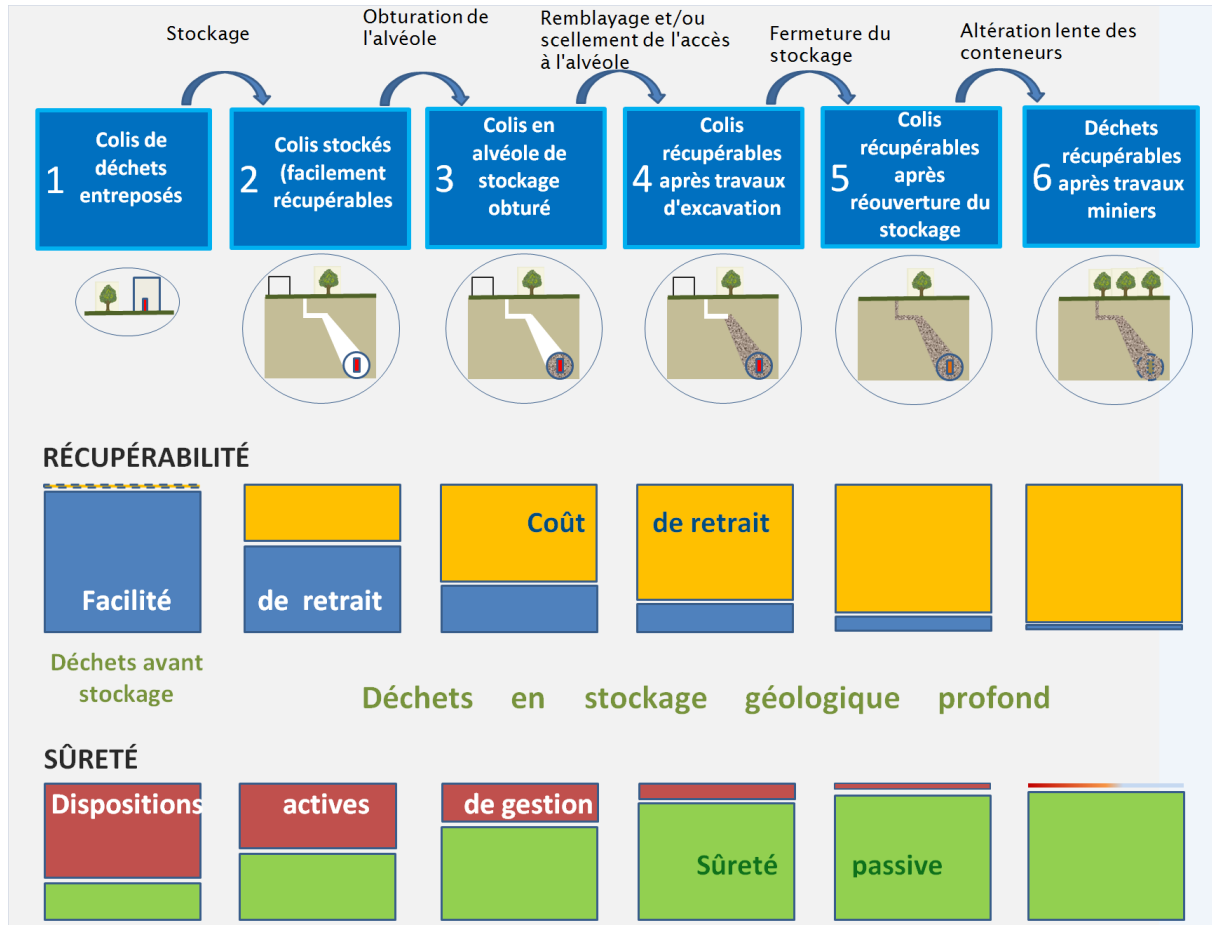 Stockage
Obturation de
l'alvéole
Remblayage et/ou
scellement de l'accès
à l'alvéole
Fermeture du
stockage
Altération lente des
conteneurs
1
Colis de
déchets
entreposés
2
Colis stockés
(facilement
récupérables
3
Colis en
alvéole de
stockage
obturé
4
Colis
récupérables
après travaux
d'excavation
5
Colis
récupérables
après
réouverture du
stockage
6
Déchets
récupérables
après travaux
miniers
RÉCUPÉRABILITÉ
Coût de retrait
Facilité de retrait
Déchets avant
stockage
Déchets en stockage géologique profond
SÛRETÉ
Dispositions actives de gestion
Sûreté passive